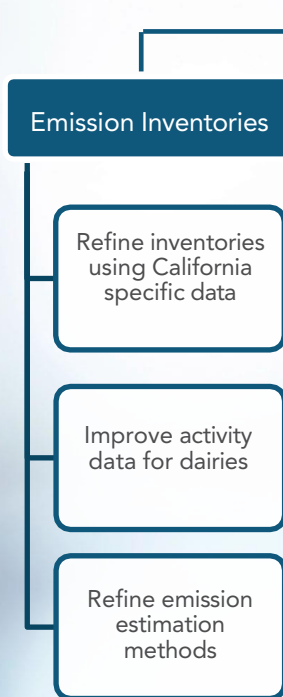 Emission Inventories
Refine inventories
using California
specific data
Improve activity
data for dairies
Refine emission
estimation
methods